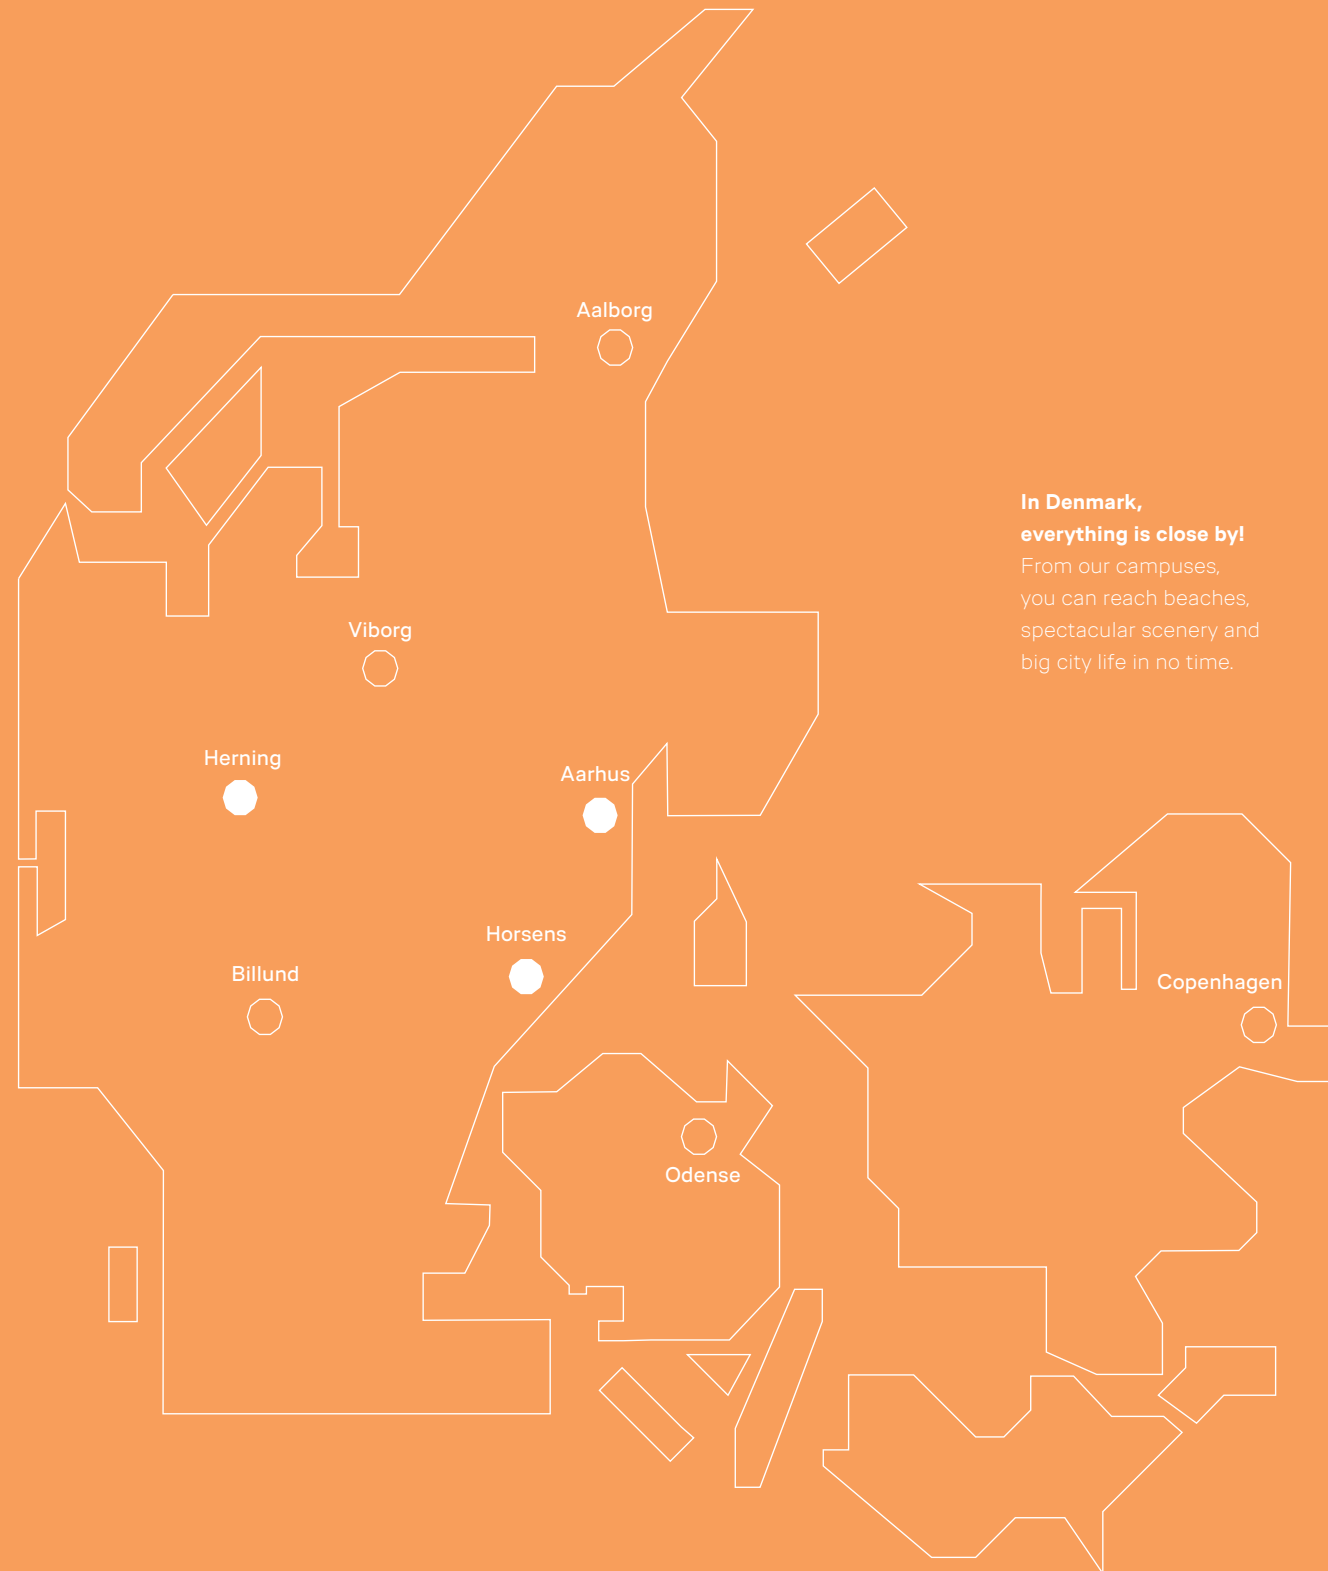 Aalborg
In Denmark,
everything is close by!
From our campuses,
you can reach beaches,
spectacular scenery and
big city life in no time.
Viborg
Herning
Aarhus
Horsens
Billund
Copenhagen
Odense